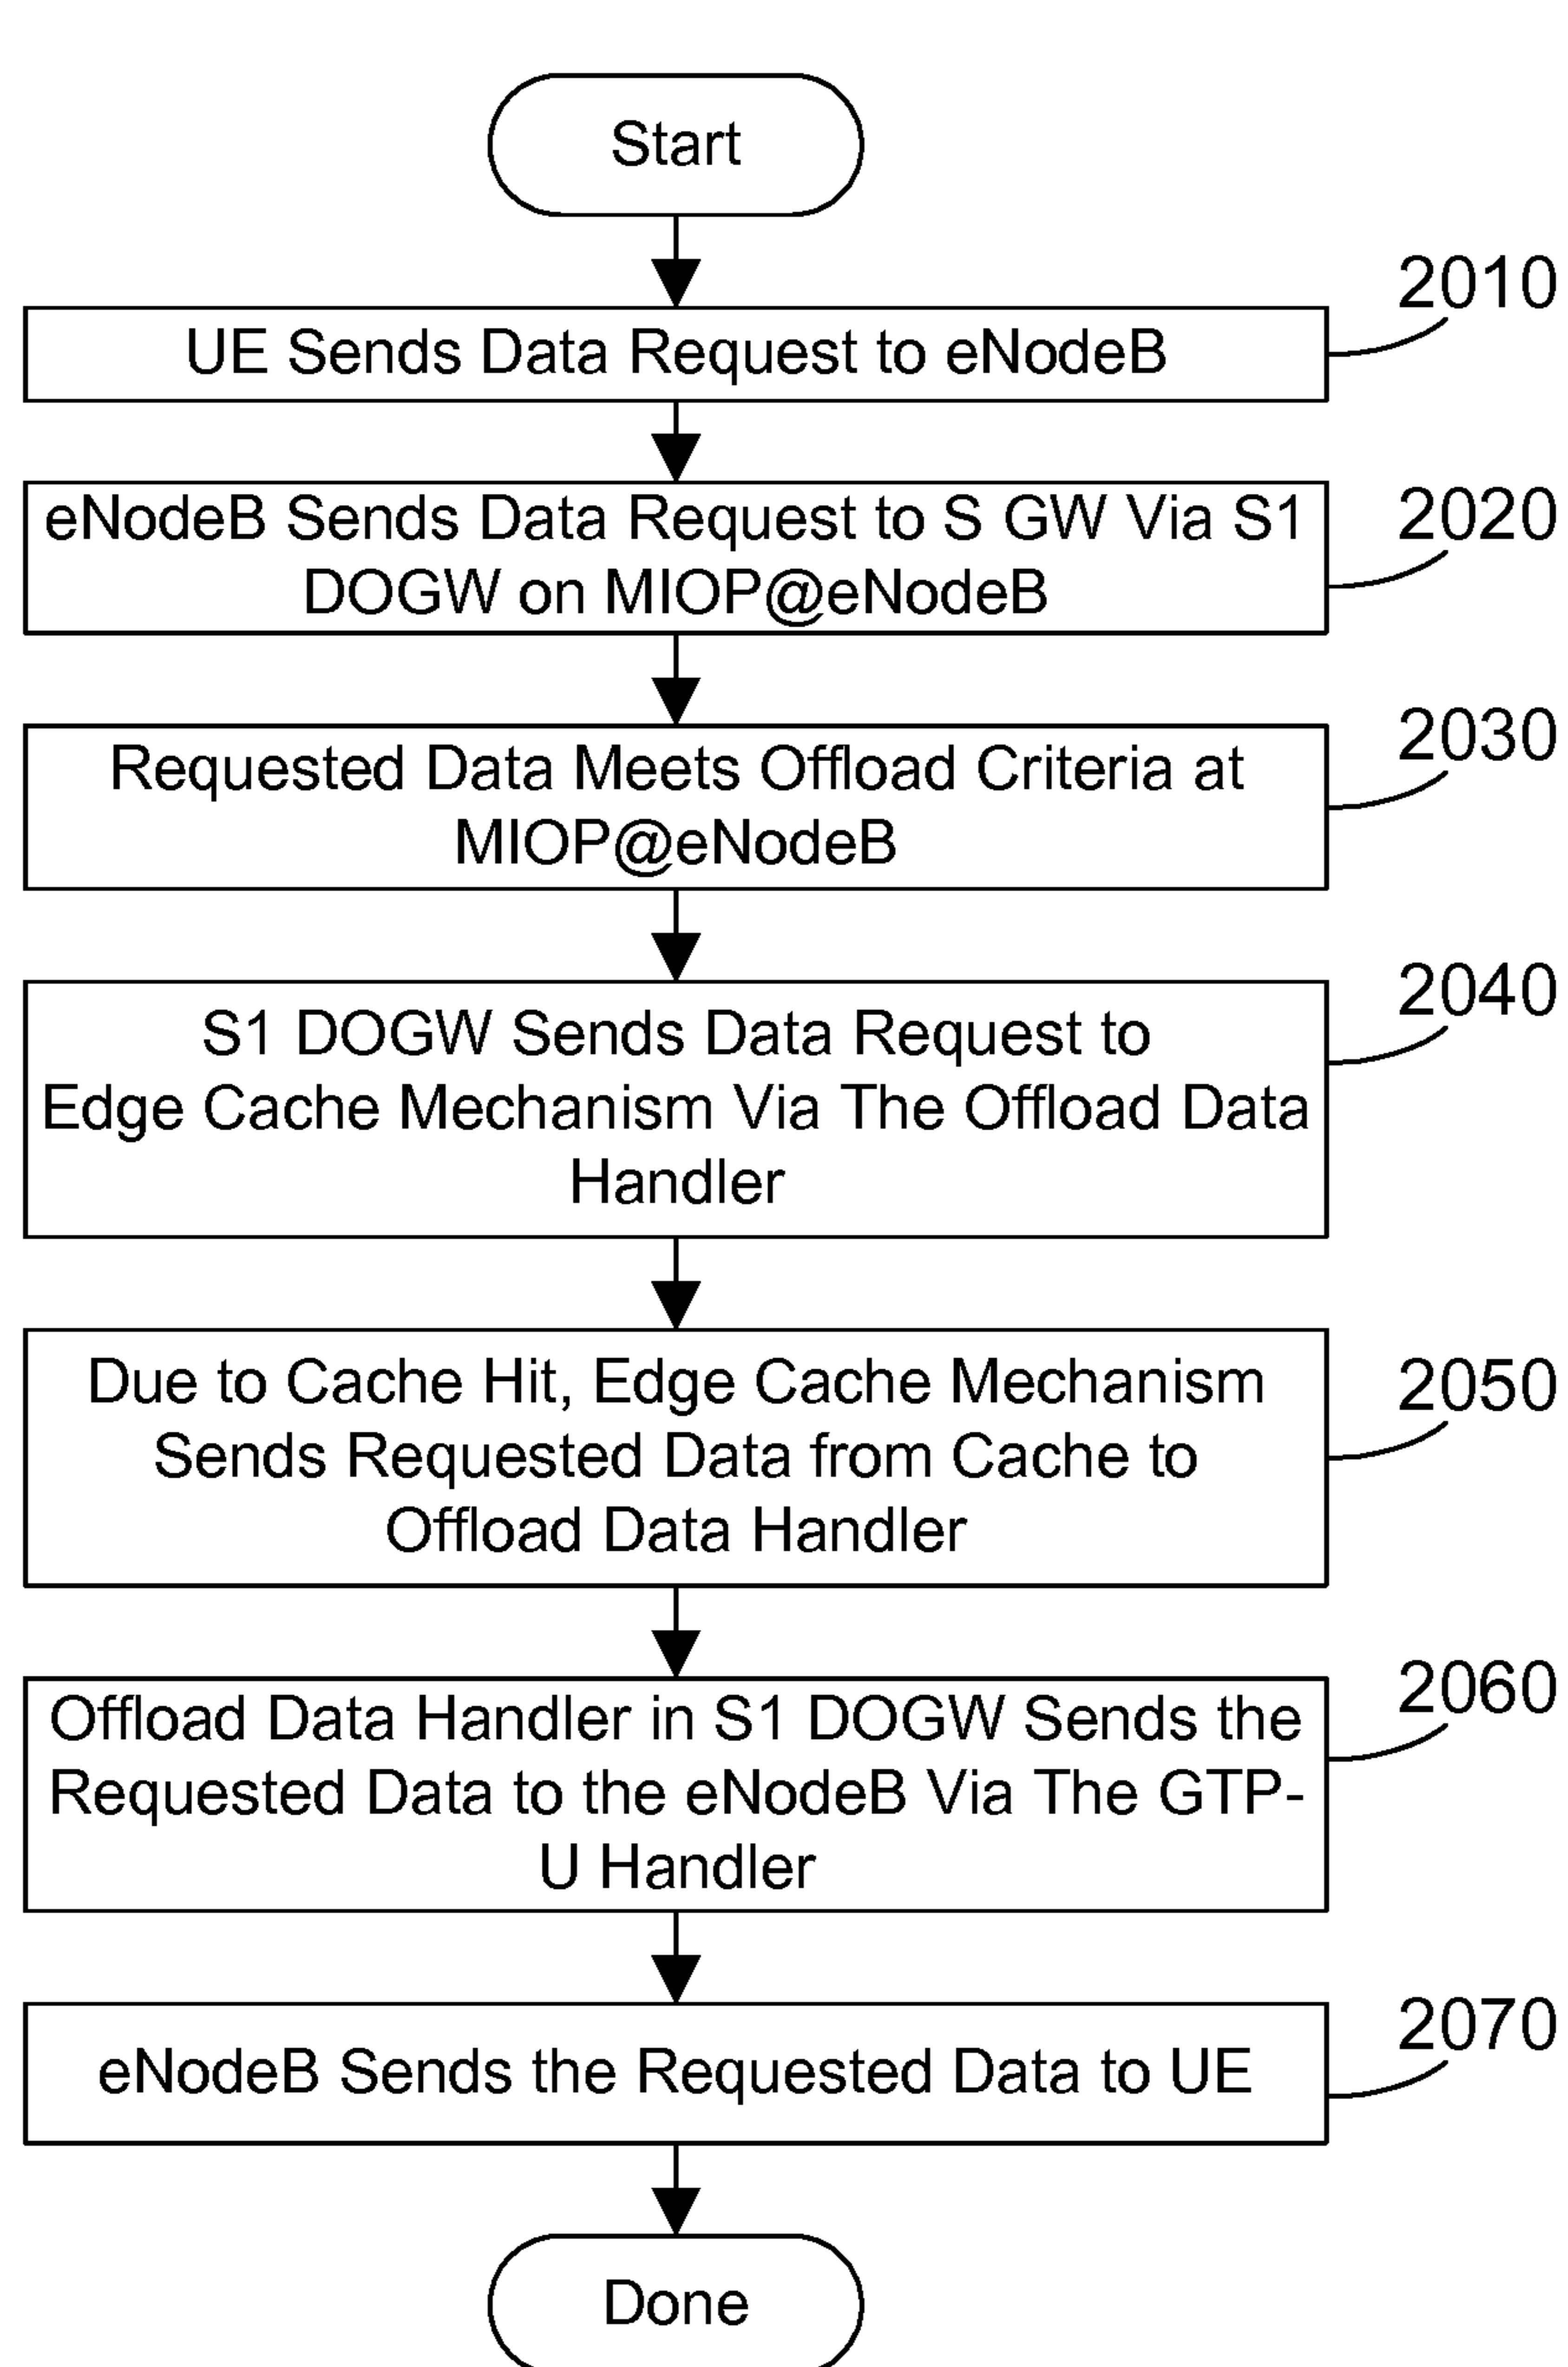 Start
2010
UE Sends Data Request to eNodeB
2020
eNodeB Sends Data Request to S GW Via S1
DOGW on MIOP@eNodeB
2030
Requested Data Meets Offload Criteria at
MIOP@eNodeB
2040
S1 DOGW Sends Data Request to
Edge Cache Mechanism Via The Offload Data
Handler
2050
Due to Cache Hit, Edge Cache Mechanism
Sends Requested Data from Cache to
Offload Data Handler
2060
Offload Data Handler in S1 DOGW Sends the
Requested Data to the eNodeB Via The GTP-
U Handler
2070
eNodeB Sends the Requested Data to UE
Done